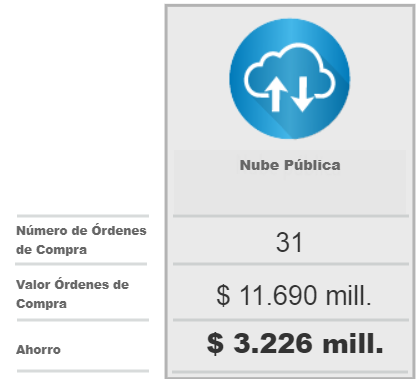 Nube Pública
Número de Órdenes
de Compra
31
Valor Órdenes de
Compra
$ 11.690 mill.
Ahorro
$ 3.226 mill.